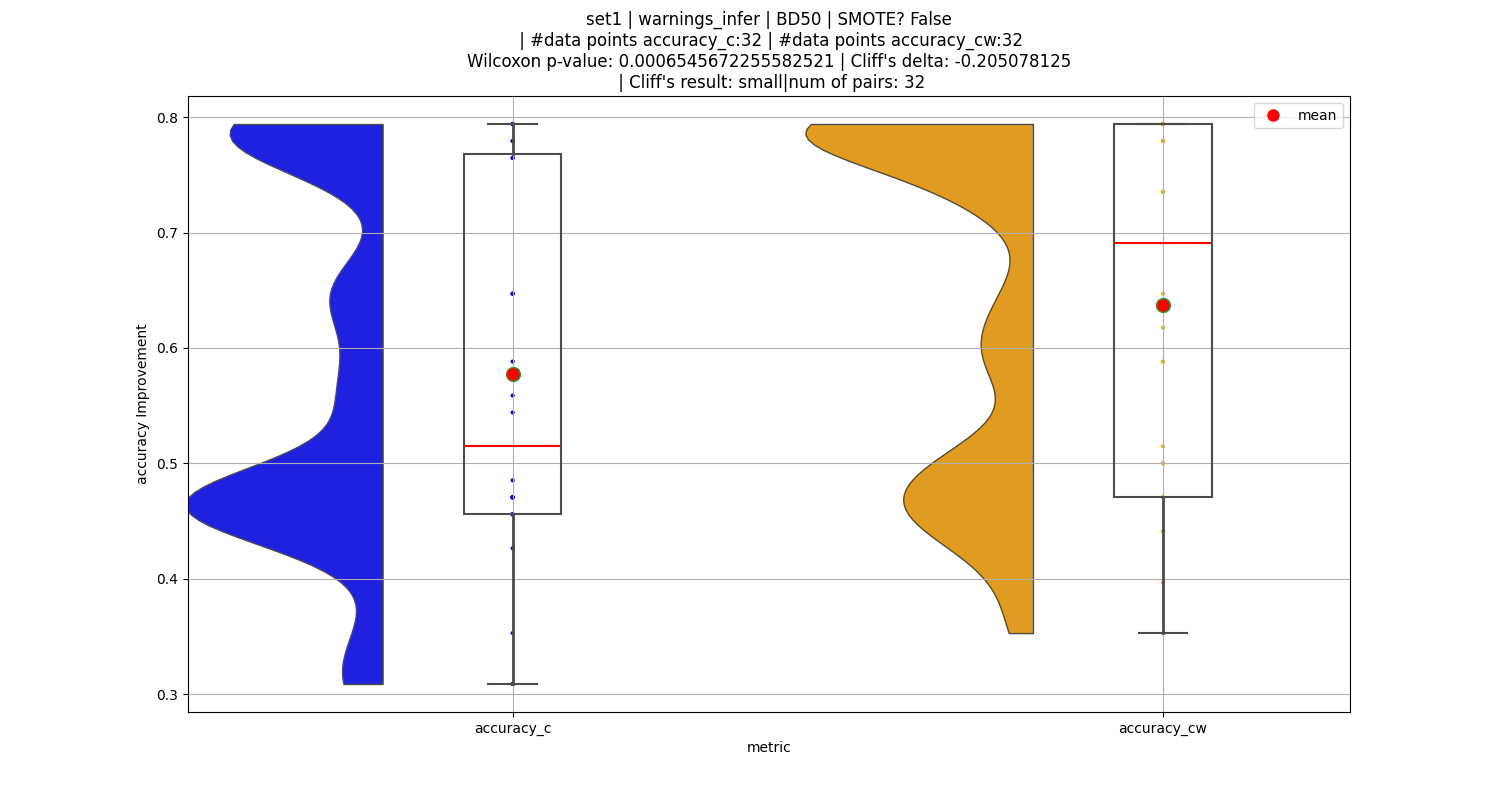 set1 | warnings_infer | BD50 | SMOTE? False
| #data points accuracy_c:32 | #data points accuracy_cw:32
Wilcoxon p-value: 0.0006545672255582521 | Cliff's delta: -0.205078125
| Cliff's result: small|num of pairs: 32
mean
0.8
0.7
0.6
0.5
0.4
0.3
accuracy Improvement
accuracy_c
accuracy_cw
metric